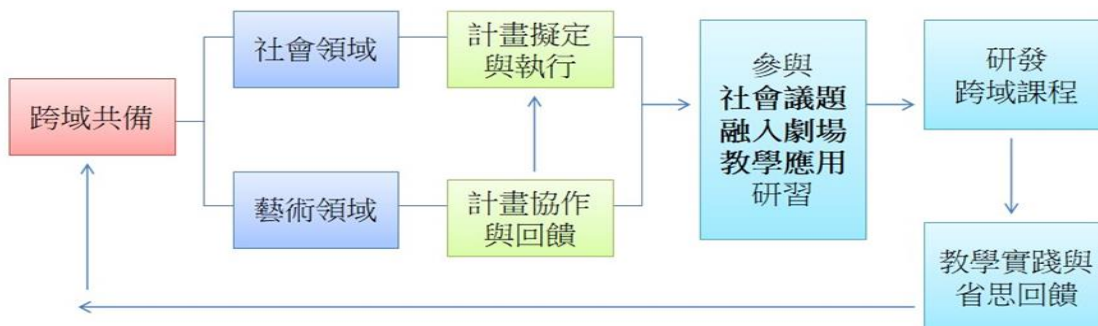 跨域共備
社會領域
藝術領域
計畫擬定
與執行
計畫協作
與回饋
參與
社會議題
融入劇場
教學應用
研習
研發
跨域課程
教學實踐與
省思回饋